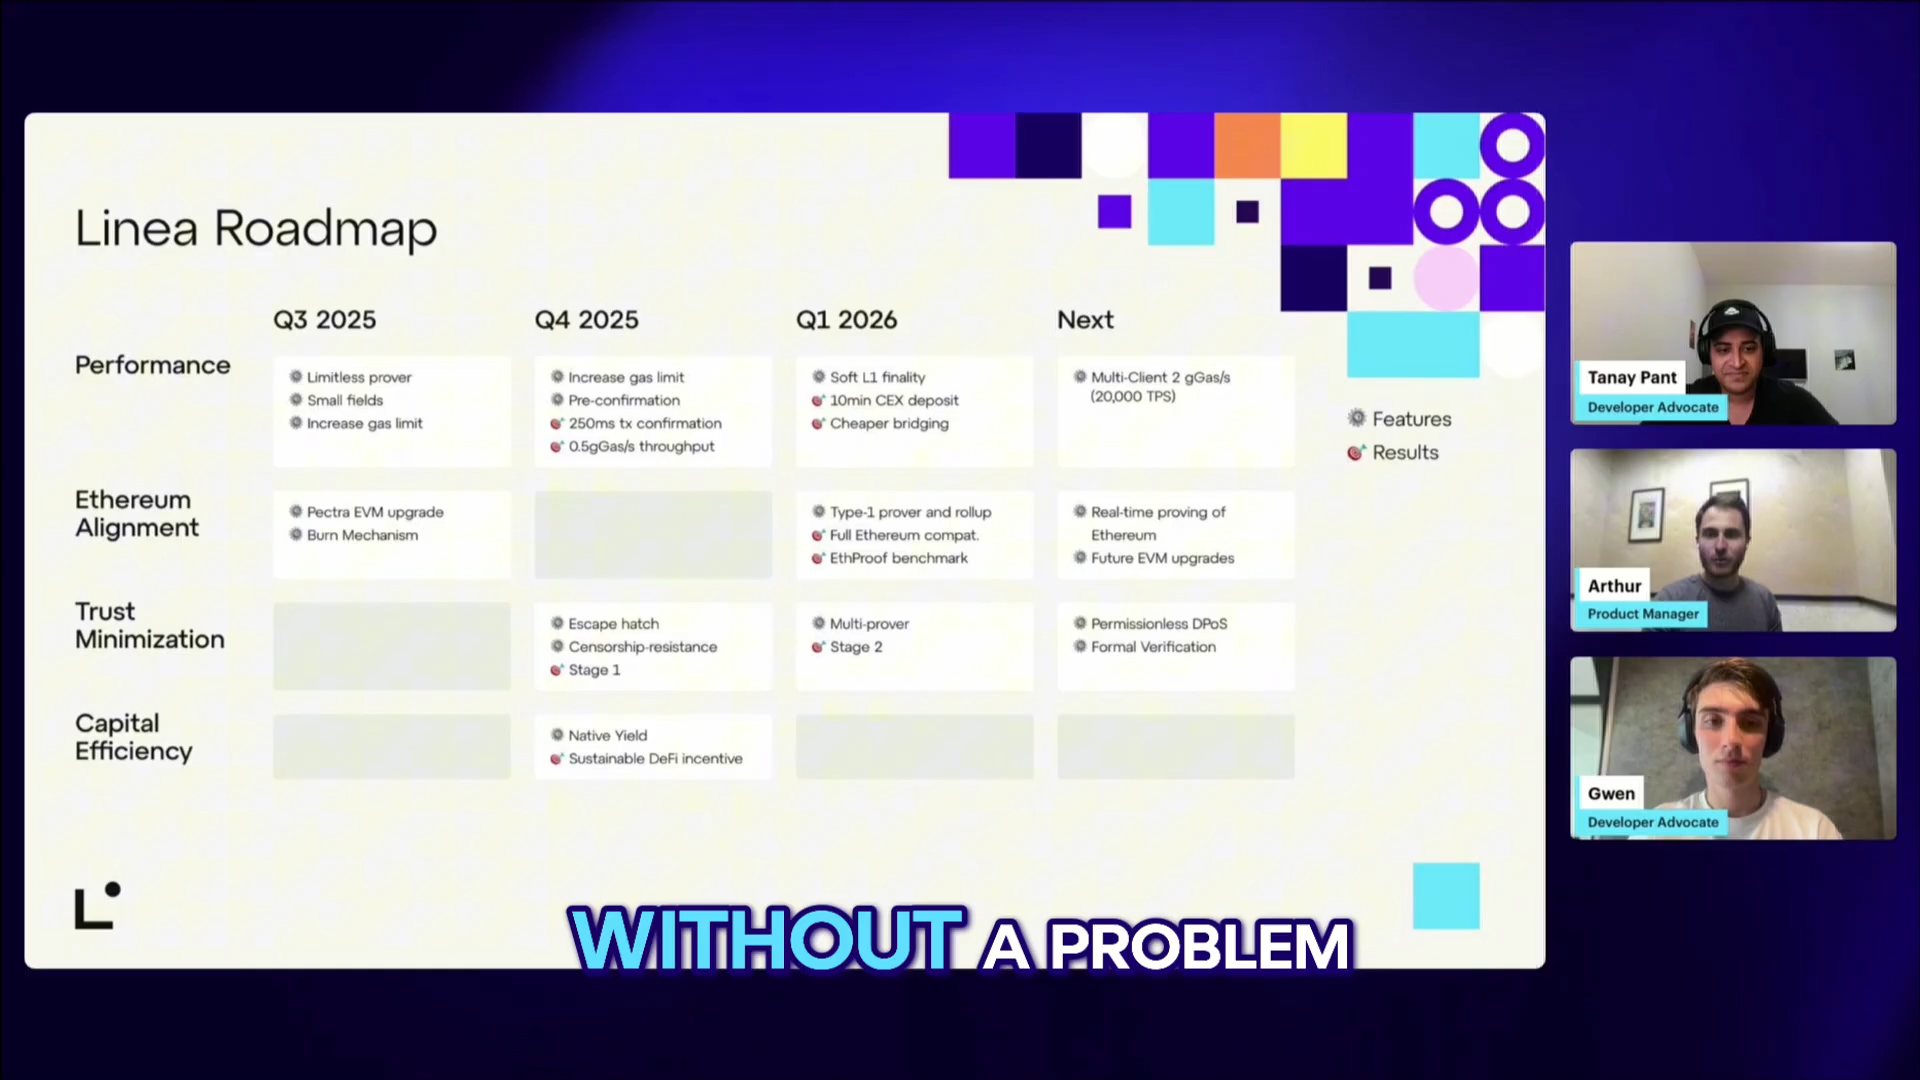 Linea Roadmap
Q3 2025
Q4 2025
Q1 2026
Next
Performance
Limitless prover
Small fields
Increase gas limit
Increase gas limit
Pre-confirmation
250ms tx confirmation
0.5gGas/s throughput
Soft L1 finality
10min CEX deposit
Cheaper bridging
Multi-Client 2 gGas/s
(20,000 TPS)
Features
Results
Ethereum
Alignment
Pectra EVM upgrade
Burn Mechanism
Type-1 prover and rollup
Full Ethereum compat.
EthProof benchmark
Real-time proving of
Ethereum
Future EVM upgrades
Trust
Minimization
Escape hatch
Censorship-resistance
Stage 1
Multi-prover
Stage 2
Permissionless DPoS
Formal Verification
Capital
Efficiency
Native Yield
Sustainable DeFi incentive
Tanay Pant
Developer Advocate
Arthur
Product Manager
Gwen
Developer Advocate
WITHOUT A PROBLEM